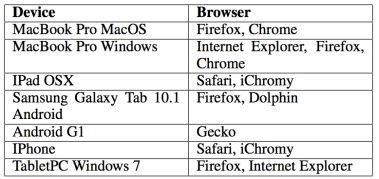 Device Browser
MacBook Pro MacOS Firefox, Chrome
MacBook Pro Windows Internet Explorer, Firefox,
Chrome
IPad OSX Safari, iChromy
Samsung Galaxy Tab 10.1 Firefox, Dolphin
Android
Android G1 Gecko
IPhone Safari, iChromy
TabletPC Windows 7 Firefox, Internet Explorer